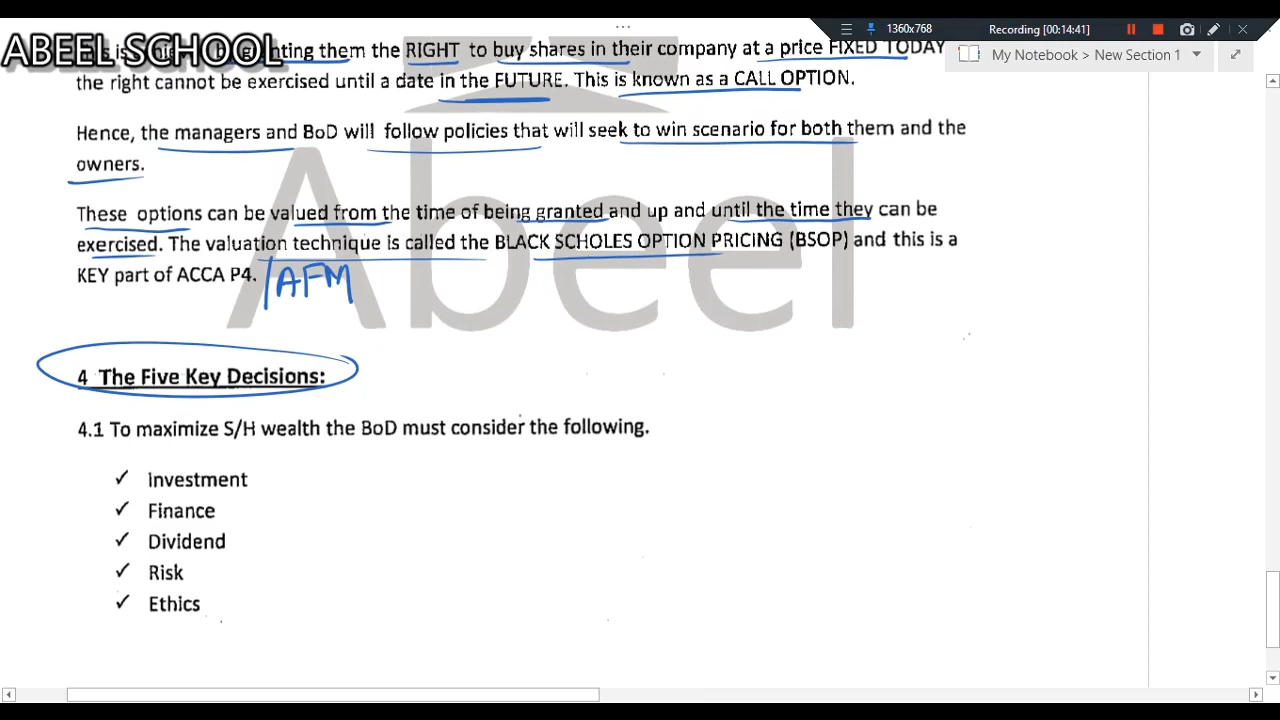 1360x768
Recording [00:14:41]
ABEEL SCHOOL
My Notebook > New Section 1
is them the RIGHT to buy shares in their company at a price FIXED TODAY
the right cannot be exercised until a date in the FUTURE. This is known as a CALL OPTION.
Hence, the managers and BoD will follow policies that will seek to win scenario for both them and the
owners.
These options can be valued from the time of being granted and up and until the time they can be
exercised. The valuation technique is called the BLACK SCHOLES OPTION PRICING (BSOP) and this is a
KEY part of ACCA P4. /AFM
Abeel
4 The Five Key Decisions:
4.1 To maximize S/H wealth the BoD must consider the following.
✓ Investment
✓ Finance
✓ Dividend
✓ Risk
✓ Ethics